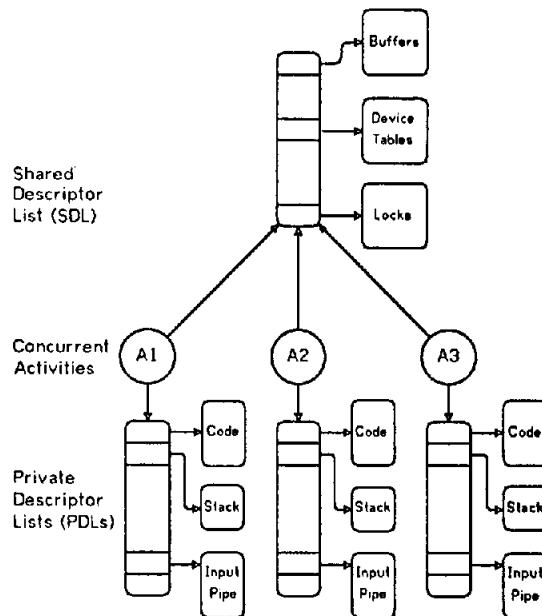 Buffers
Device
Tables
Shared
Descriptor
List (SDL)
Locks
Concurrent
Activities
A1
A2
A3
Code
Code
Code
Private
Descriptor
Lists (PDLs)
Stack
Stack
Stack
Input
Pipe
Input
Pipe
Input
Pipe